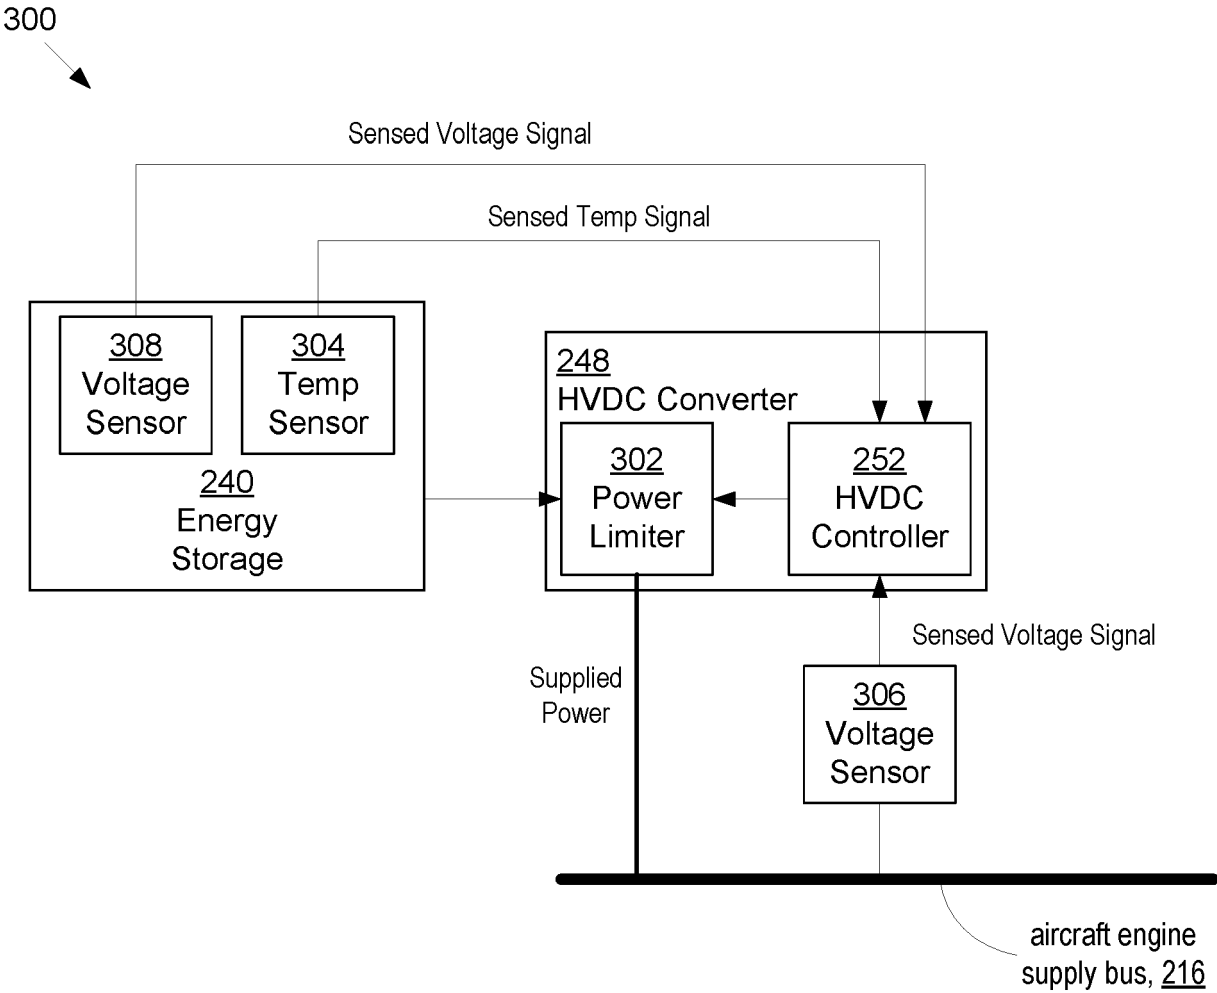 300
Sensed Voltage Signal
Sensed Temp Signal
308
Voltage
Sensor
304
Temp
Sensor
240
Energy
Storage
248
HVDC Converter
302
Power
Limiter
252
HVDC
Controller
Sensed Voltage Signal
Supplied
Power
306
Voltage
Sensor
aircraft engine
supply bus, 216